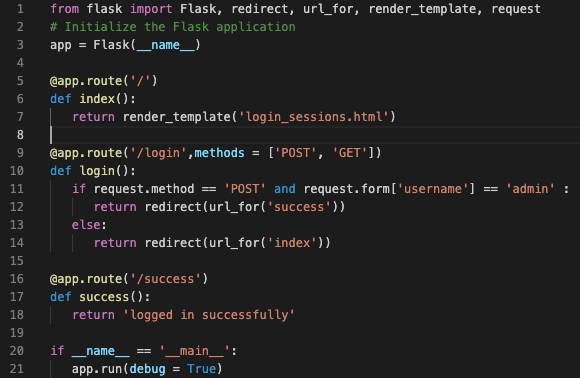 1 from flask import Flask, redirect, url_for, render_template, request
2 # Initialize the Flask application
3 app = Flask(__name__)
4
5 @app.route('/')
6 def index():
7     return render_template('login_sessions.html')
8
9 @app.route('/login',methods = ['POST', 'GET'])
10 def login():
11     if request.method == 'POST' and request.form['username'] == 'admin' :
12         return redirect(url_for('success'))
13     else:
14         return redirect(url_for('index'))
15
16 @app.route('/success')
17 def success():
18     return 'logged in successfully'
19
20 if __name__ == '__main__':
21     app.run(debug = True)